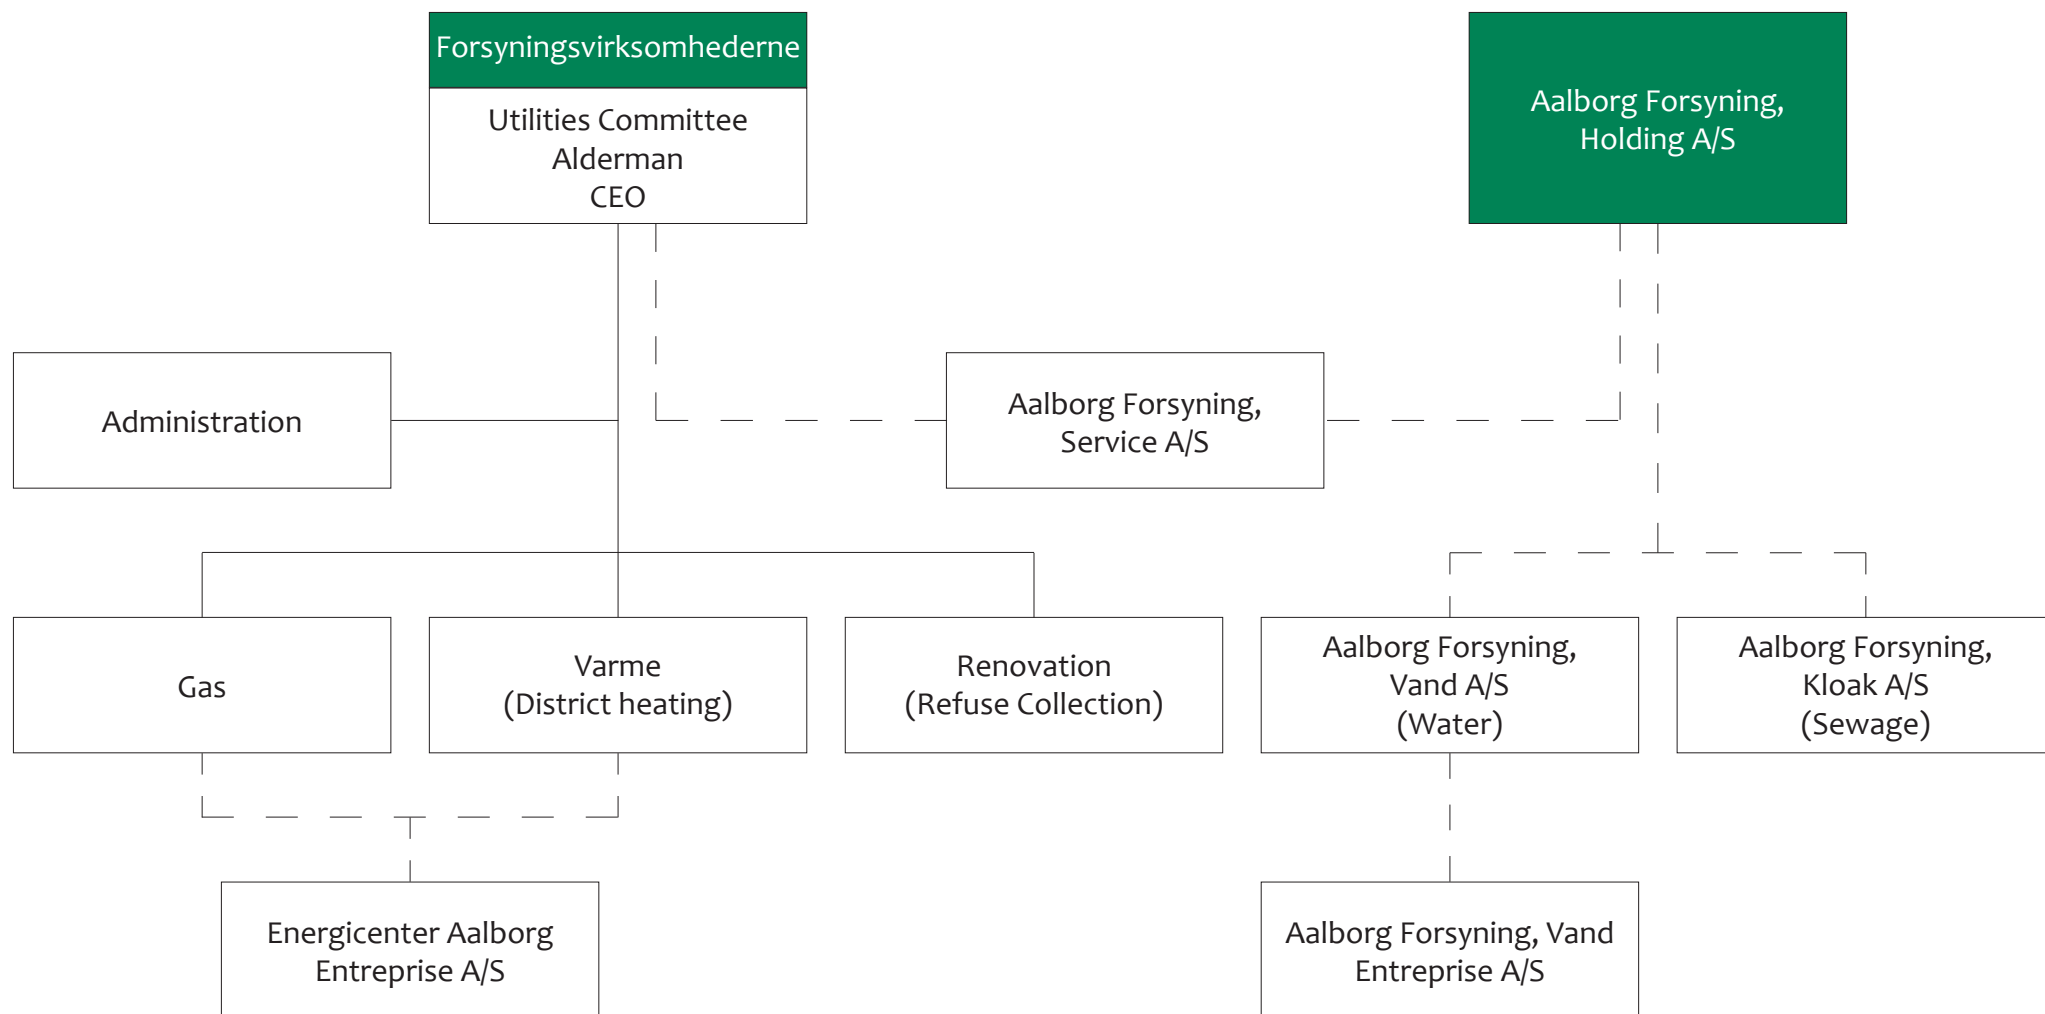 Forsyningsvirksomhederne
Utilities Committee
Alderman
CEO
Aalborg Forsyning,
Holding A/S
Administration
Aalborg Forsyning,
Service A/S
Gas
Varme
(District heating)
Renovation
(Refuse Collection)
Aalborg Forsyning,
Vand A/S
(Water)
Aalborg Forsyning,
Kloak A/S
(Sewage)
Energicenter Aalborg
Entreprise A/S
Aalborg Forsyning, Vand
Entreprise A/S